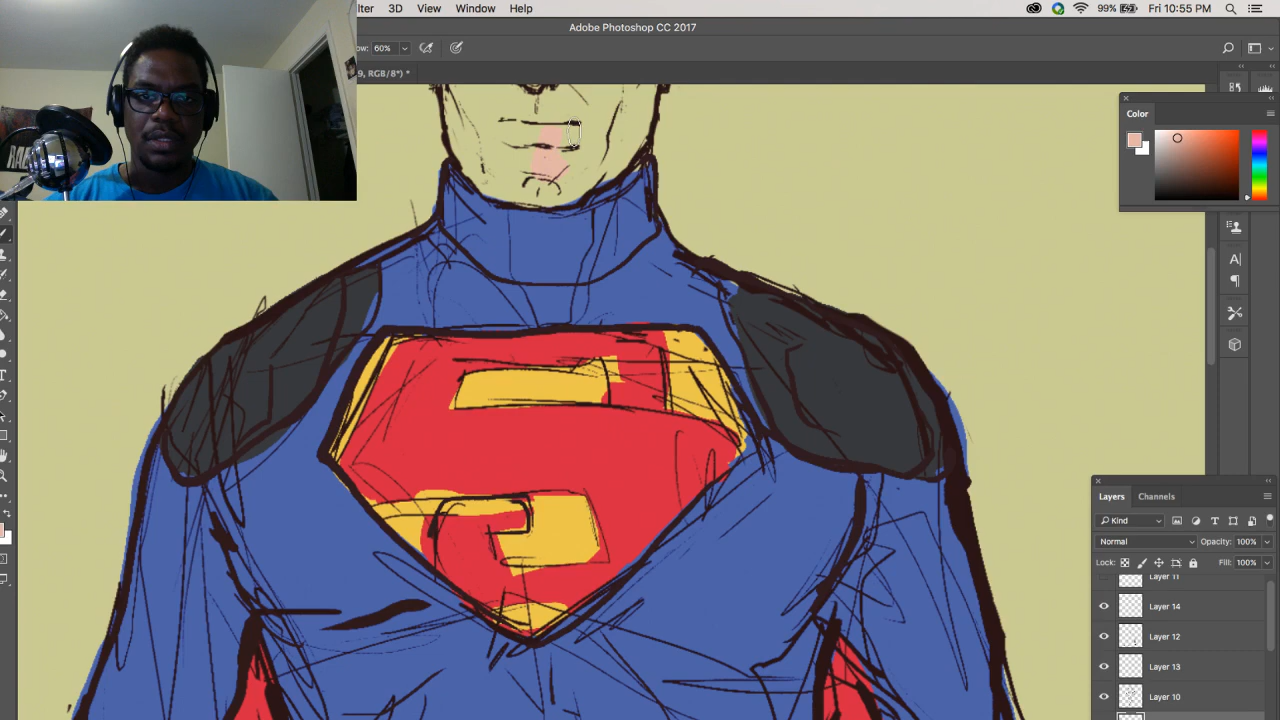 lter 3D View Window Help
99% Fri 10:55 PM
Adobe Photoshop CC 2017
ow: 60%
9, RGB/8*) *
Color
A|
T
Layers Channels
Kind
T
Normal Opacity: 100%
Lock: Fill: 100%
Layer 11
Layer 14
Layer 12
Layer 13
Layer 10